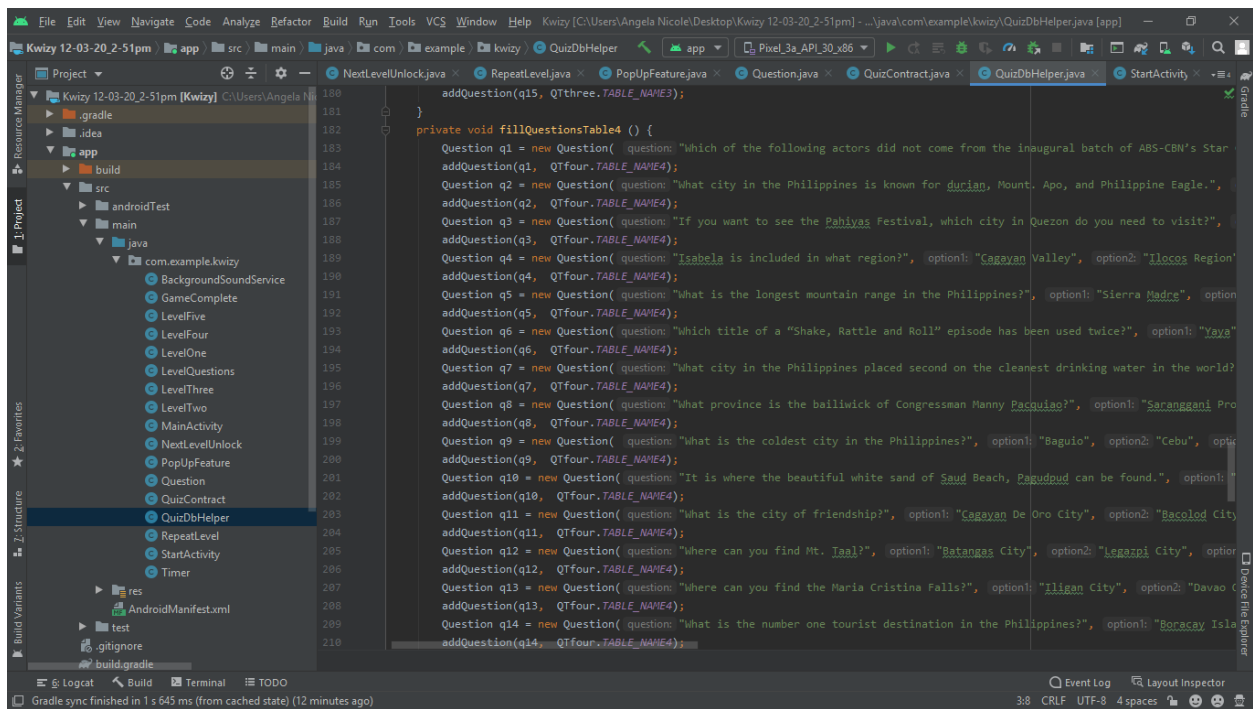 File Edit View Navigate Code Analyze Refactor Build Run Tools VCS Window Help Kwizy [C:\Users\Angela Nicole\Desktop\Kwizy 12-03-20_2-51pm] - ...\java\com\example\kwizy\QuizDbHelper.java [app]
Kwizy 12-03-20_2-51pm app src main java com example kwizy QuizDbHelper app Pixel_3a_API_30_x86
Project
NextLevelUnlock.java RepeatLevel.java PopUpFeature.java Question.java QuizContract.java QuizDbHelper.java StartActivity
Kwizy 12-03-20_2-51pm [Kwizy] C:\Users\Angela Ni
.gradle
.idea
app
build
src
androidTest
main
java
com.example.kwizy
BackgroundSoundService
GameComplete
LevelFive
LevelFour
LevelOne
LevelQuestions
LevelThree
LevelTwo
MainActivity
NextLevelUnlock
PopUpFeature
Question
QuizContract
QuizDbHelper
RepeatLevel
StartActivity
Timer
res
AndroidManifest.xml
test
.gitignore
build.gradle
180 addQuestion(q15, QTthree.TABLE_NAME3);
181 }
182 private void fillQuestionsTable4 () {
183 Question q1 = new Question( question: "Which of the following actors did not come from the inaugural batch of ABS-CBN’s Star
184 addQuestion(q1, QTfour.TABLE_NAME4);
185 Question q2 = new Question( question: "What city in the Philippines is known for durian, Mount. Apo, and Philippine Eagle.",
186 addQuestion(q2, QTfour.TABLE_NAME4);
187 Question q3 = new Question( question: "If you want to see the Pahiyas Festival, which city in Quezon do you need to visit?",
188 addQuestion(q3, QTfour.TABLE_NAME4);
189 Question q4 = new Question( question: "Isabela is included in what region?", option1: "Cagayan Valley", option2: "Ilocos Region"
190 addQuestion(q4, QTfour.TABLE_NAME4);
191 Question q5 = new Question( question: "What is the longest mountain range in the Philippines?", option1: "Sierra Madre", option
192 addQuestion(q5, QTfour.TABLE_NAME4);
193 Question q6 = new Question( question: "Which title of a “Shake, Rattle and Roll” episode has been used twice?", option1: "Yaya"
194 addQuestion(q6, QTfour.TABLE_NAME4);
195 Question q7 = new Question( question: "What city in the Philippines placed second on the cleanest drinking water in the world?
196 addQuestion(q7, QTfour.TABLE_NAME4);
197 Question q8 = new Question( question: "What province is the bailiwick of Congressman Manny Pacquiao?", option1: "Saranggani Pro
198 addQuestion(q8, QTfour.TABLE_NAME4);
199 Question q9 = new Question( question: "What is the coldest city in the Philippines?", option1: "Baguio", option2: "Cebu", optio
200 addQuestion(q9, QTfour.TABLE_NAME4);
201 Question q10 = new Question( question: "It is where the beautiful white sand of Saud Beach, Pagudpud can be found.", option1: "
202 addQuestion(q10, QTfour.TABLE_NAME4);
203 Question q11 = new Question( question: "What is the city of friendship?", option1: "Cagayan De Oro City", option2: "Bacolod City
204 addQuestion(q11, QTfour.TABLE_NAME4);
205 Question q12 = new Question( question: "Where can you find Mt. Taal?", option1: "Batangas City", option2: "Legazpi City", option
206 addQuestion(q12, QTfour.TABLE_NAME4);
207 Question q13 = new Question( question: "Where can you find the Maria Cristina Falls?", option1: "Iligan City", option2: "Davao C
208 addQuestion(q13, QTfour.TABLE_NAME4);
209 Question q14 = new Question( question: "What is the number one tourist destination in the Philippines?", option1: "Boracay Isla
210 addQuestion(q14, QTfour.TABLE_NAME4);
Resource Manager
1: Project
2: Favorites
Z: Structure
Build Variants
Gradle
Device File Explorer
6: Logcat Build Terminal TODO Event Log Layout Inspector
Gradle sync finished in 1 s 645 ms (from cached state) (12 minutes ago) 3:8 CRLF UTF-8 4 spaces